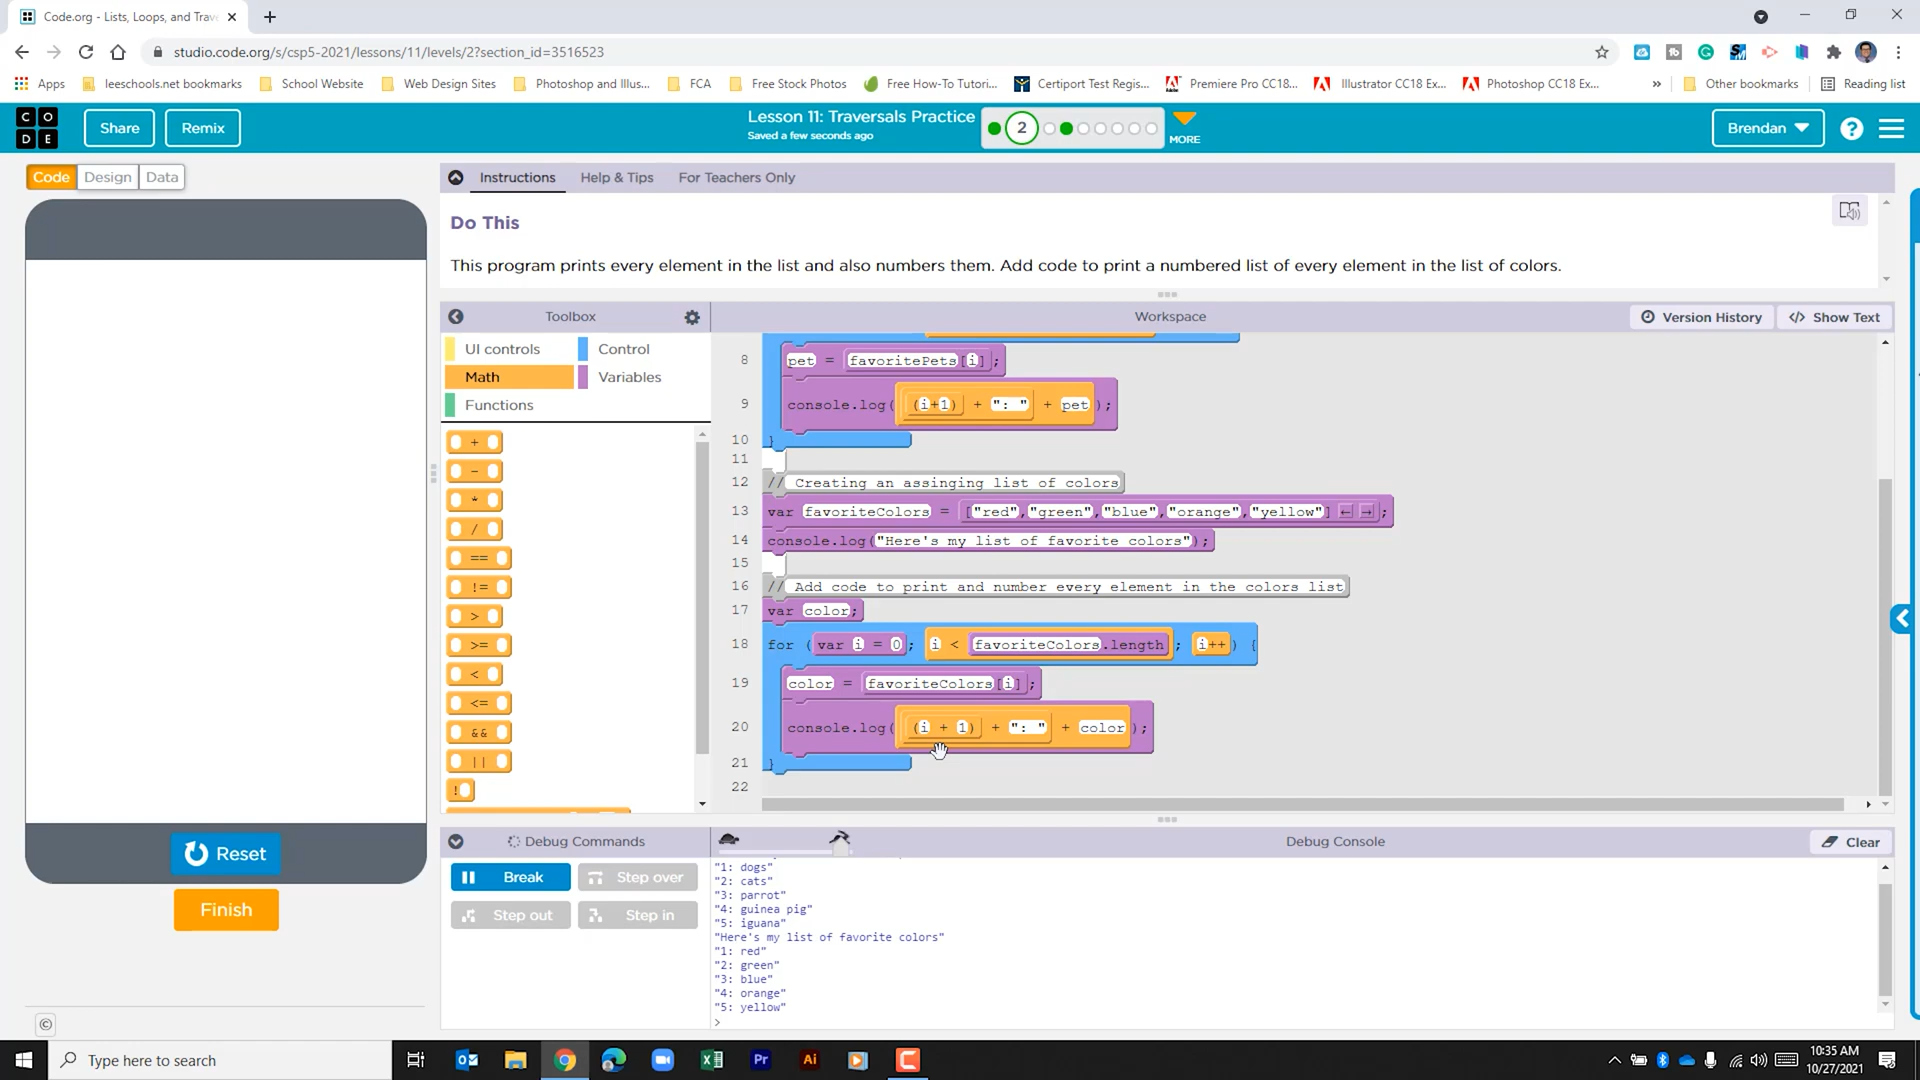 Code.org - Lists, Loops, and Trav
studio.code.org/s/csp5-2021/lessons/11/levels/2?section_id=3516523
Apps leeschools.net bookmarks School Website Web Design Sites Photoshop and Illus... FCA Free Stock Photos Free How-To Tutori... Certiport Test Regis... Premiere Pro CC18... Illustrator CC18 Ex... Photoshop CC18 Ex... » Other bookmarks Reading list
CODE
Share Remix
Lesson 11: Traversals Practice
Saved a few seconds ago
2
MORE
Brendan
?
Code Design Data
Instructions Help & Tips For Teachers Only
Do This
This program prints every element in the list and also numbers them. Add code to print a numbered list of every element in the list of colors.
Toolbox
Workspace
Version History </> Show Text
UI controls Control
Math Variables
Functions
+
-
*
/
==
!=
>
>=
<
<=
&&
||
!
8 pet = favoritePets[i];
9 console.log( (i+1) + ": " + pet );
10 }
11
12 // Creating an assinging list of colors
13 var favoriteColors = ["red","green","blue","orange","yellow"] ← → ;
14 console.log("Here's my list of favorite colors");
15
16 // Add code to print and number every element in the colors list
17 var color;
18 for (var i = 0; i < favoriteColors.length ; i++) {
19 color = favoriteColors[i];
20 console.log( (i + 1) + ": " + color );
21 }
22
Reset
Finish
Debug Commands
Debug Console
Clear
Break Step over
Step out Step in
"1: dogs"
"2: cats"
"3: parrot"
"4: guinea pig"
"5: iguana"
"Here's my list of favorite colors"
"1: red"
"2: green"
"3: blue"
"4: orange"
"5: yellow"
>
©
Type here to search
Pr Ai
10:35 AM
10/27/2021